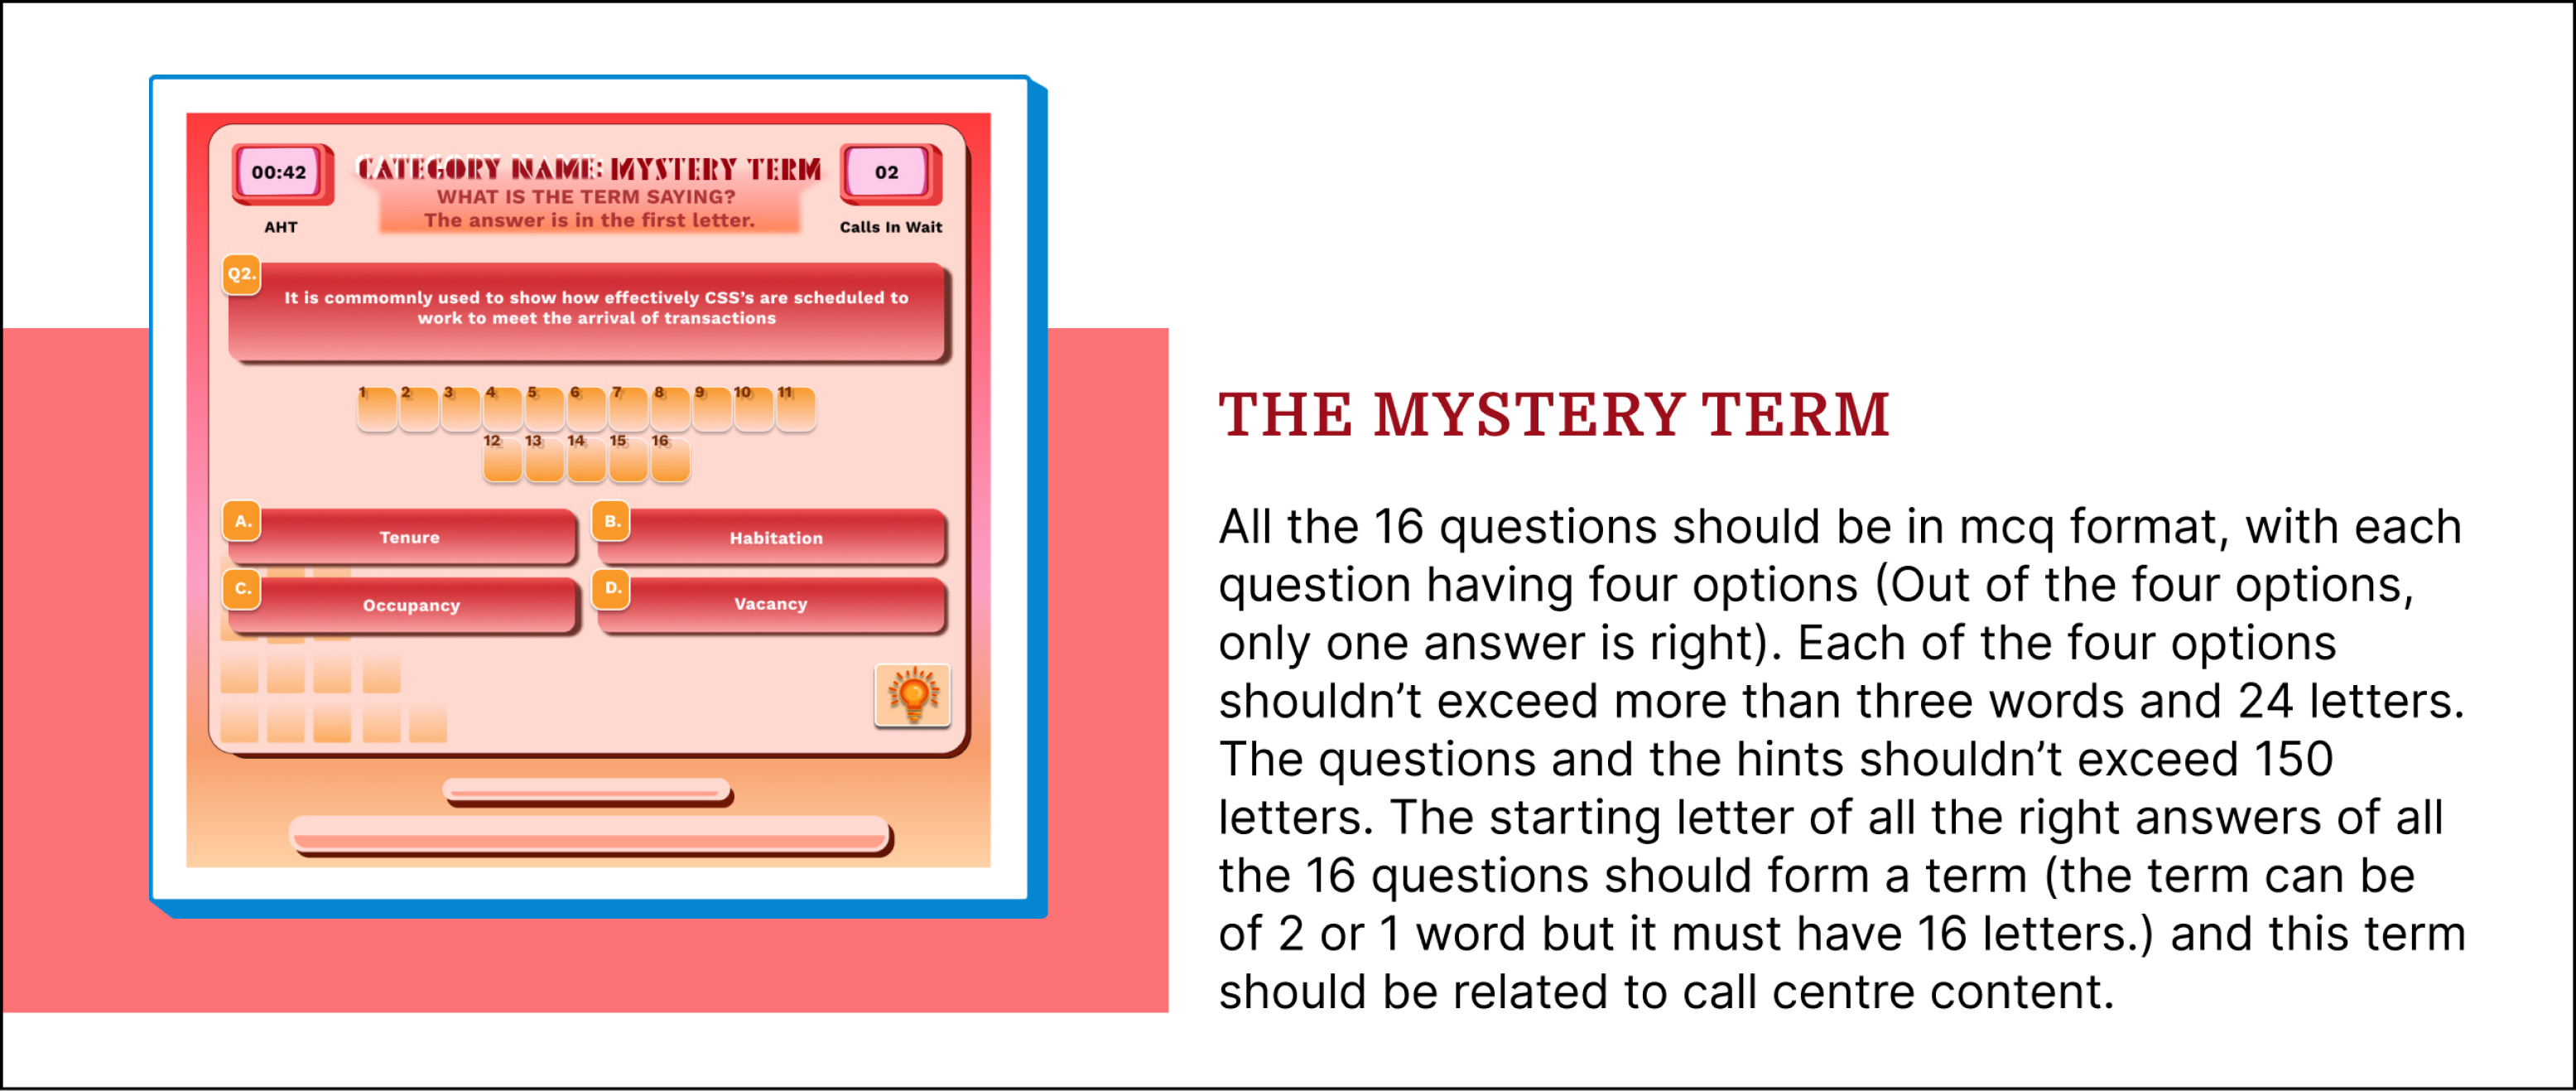 00:42
CATEGORY NAME: MYSTERY TERM
02
WHAT IS THE TERM SAYING?
The answer is in the first letter.
AHT
Calls In Wait
Q2.
It is commomnly used to show how effectively CSS's are scheduled to
work to meet the arrival of transactions
1 2 3 4 5 6 7 8 9 10 11
12 13 14 15 16
A.
Tenure
B.
Habitation
C.
Occupancy
D.
Vacancy
THE MYSTERY TERM
All the 16 questions should be in mcq format, with each
question having four options (Out of the four options,
only one answer is right). Each of the four options
shouldn't exceed more than three words and 24 letters.
The questions and the hints shouldn't exceed 150
letters. The starting letter of all the right answers of all
the 16 questions should form a term (the term can be
of 2 or 1 word but it must have 16 letters.) and this term
should be related to call centre content.